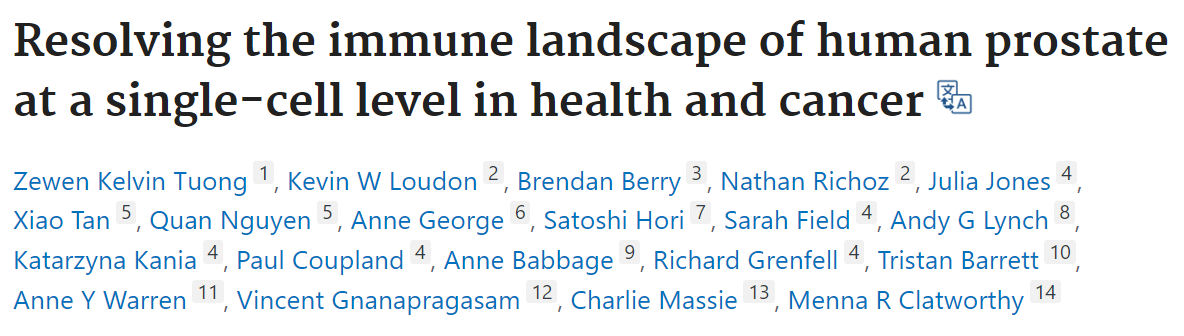 Resolving the immune landscape of human prostate
at a single-cell level in health and cancer
Zewen Kelvin Tuong 1, Kevin W Loudon 2, Brendan Berry 3, Nathan Richoz 2, Julia Jones 4,
Xiao Tan 5, Quan Nguyen 5, Anne George 6, Satoshi Hori 7, Sarah Field 4, Andy G Lynch 8,
Katarzyna Kania 4, Paul Coupland 4, Anne Babbage 9, Richard Grenfell 4, Tristan Barrett 10,
Anne Y Warren 11, Vincent Gnanapragasam 12, Charlie Massie 13, Menna R Clatworthy 14